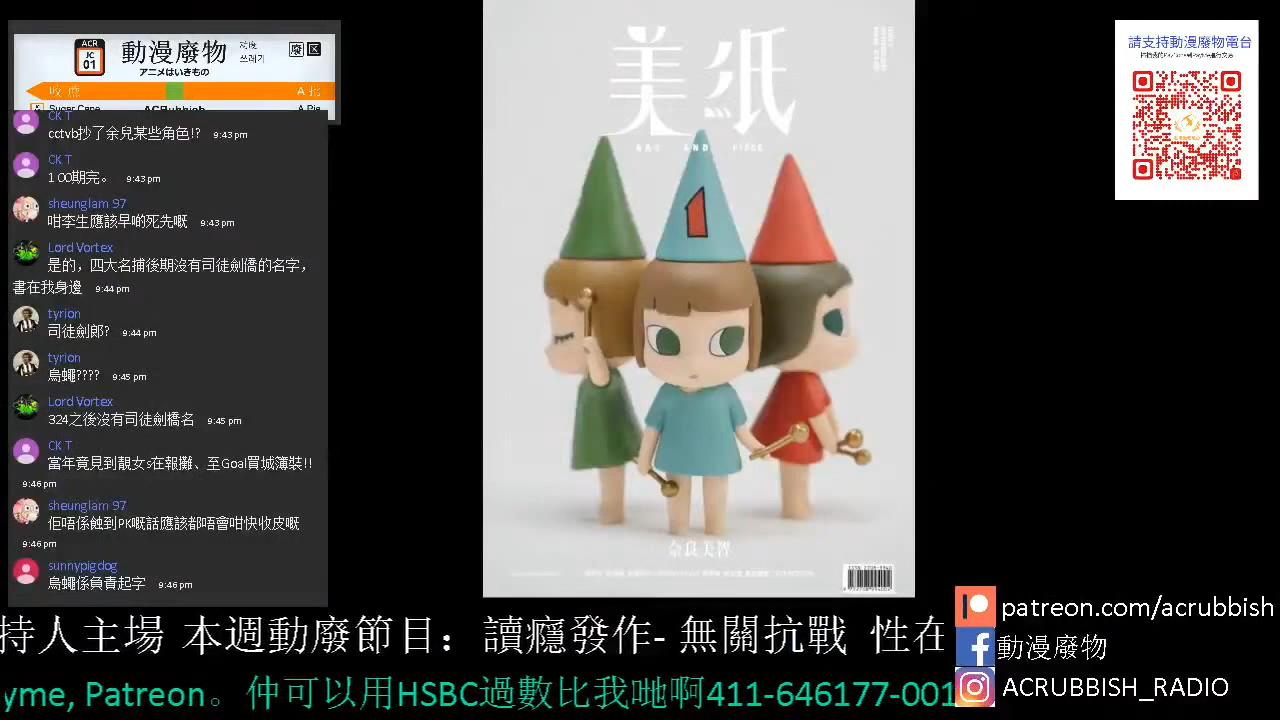 ACR
JC
01
動漫廢物
アニメはいきもの
쓰레기
廢 区
A 批
Sugar Cane
ACRubbish
A Pie
CK T
cctvb抄了余兒某些角色!? 9:43 pm
CK T
100期完。 9:43 pm
sheunglam 97
咁李生應該早啲死先嘅 9:43 pm
Lord Vortex
是的，四大名捕後期沒有司徒劍僑的名字，
書在我身邊 9:44 pm
tyrion
司徒劍郎? 9:44 pm
tyrion
烏蠅???? 9:45 pm
Lord Vortex
324之後沒有司徒劍橋名 9:45 pm
CK T
當年竟見到靚女s在報攤、至Goal買城簿裝!!
9:46 pm
sheunglam 97
佢唔係蝕到PK嘅話應該都唔會咁快收皮嘅
9:46 pm
sunnypigdog
烏蠅係負責起字 9:46 pm
美紙
1
奈良美智
請支持動漫廢物電台
持人主場 本週動廢節目：讀癮發作- 無關抗戰 性在
yme, Patreon。仲可以用HSBC過數比我哋啊411-646177-001
patreon.com/acrubbish
動漫廢物
ACRUBBISH_RADIO